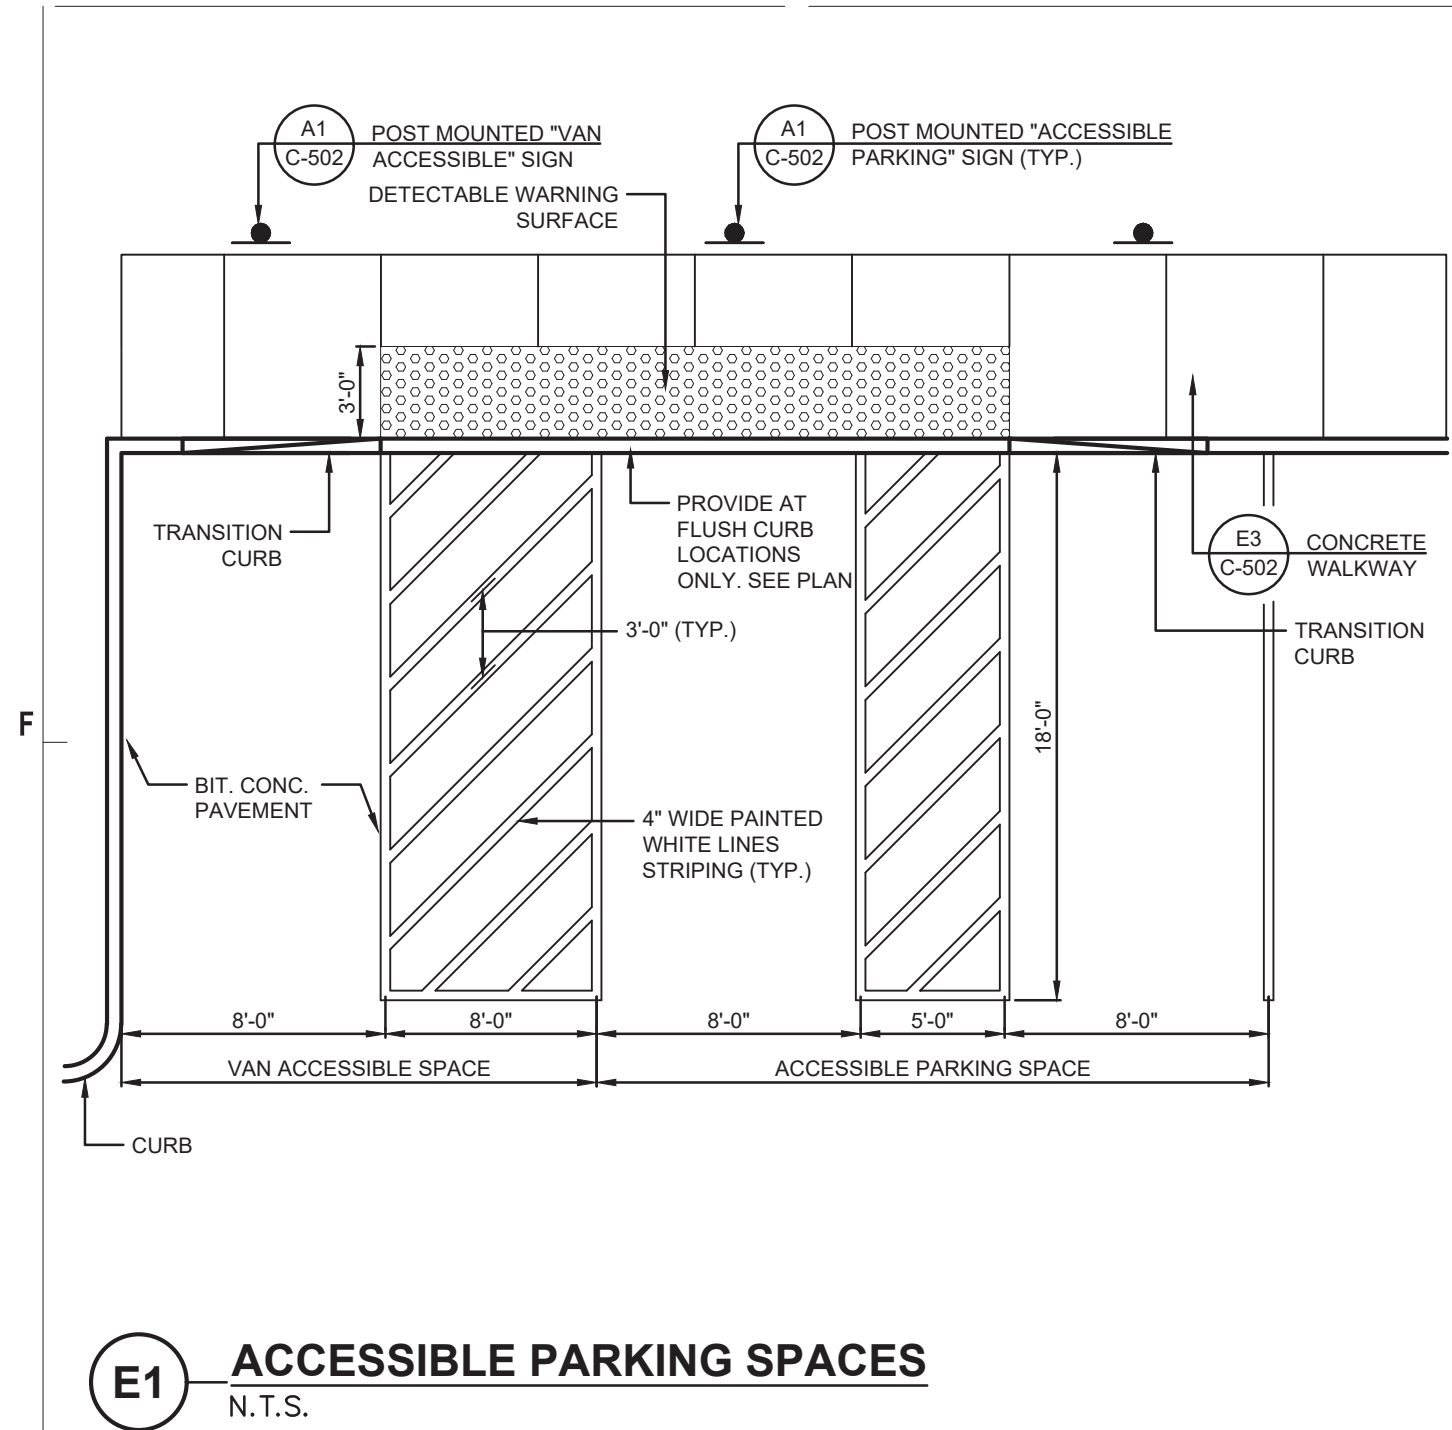 A1
C-502
POST MOUNTED "VAN
ACCESSIBLE" SIGN
A1
C-502
POST MOUNTED "ACCESSIBLE
PARKING" SIGN (TYP.)
DETECTABLE WARNING
SURFACE
3'-0"
TRANSITION
CURB
PROVIDE AT
FLUSH CURB
LOCATIONS
ONLY. SEE PLAN
E3
C-502
CONCRETE
WALKWAY
3'-0" (TYP.)
TRANSITION
CURB
18'-0"
F
BIT. CONC.
PAVEMENT
4" WIDE PAINTED
WHITE LINES
STRIPING (TYP.)
8'-0"
8'-0"
8'-0"
5'-0"
8'-0"
VAN ACCESSIBLE SPACE
ACCESSIBLE PARKING SPACE
CURB
E1
ACCESSIBLE PARKING SPACES
N.T.S.